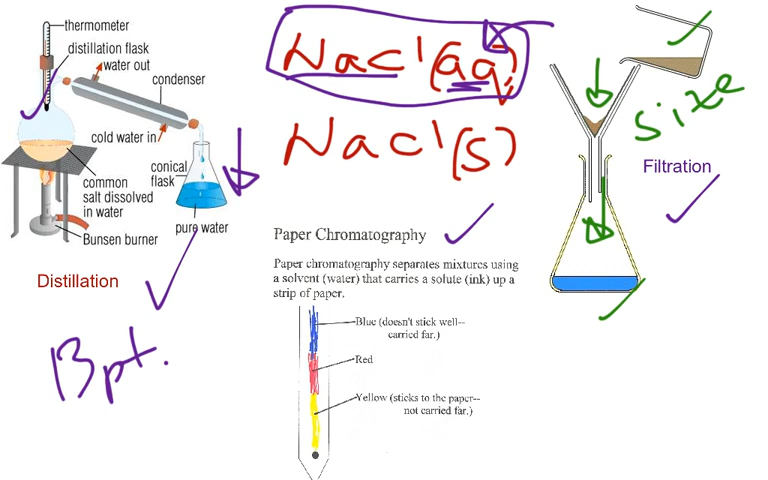 thermometer
distillation flask
water out
condenser
cold water in
conical
flask
common
salt dissolved
in water
pure water
Bunsen burner
Distillation
Bpt.
NaCl(aq)
NaCl(s)
Paper Chromatography
Paper chromatography separates mixtures using
a solvent (water) that carries a solute (ink) up a
strip of paper.
Blue (doesn't stick well--
carried far.)
Red
Yellow (sticks to the paper--
not carried far.)
size
Filtration